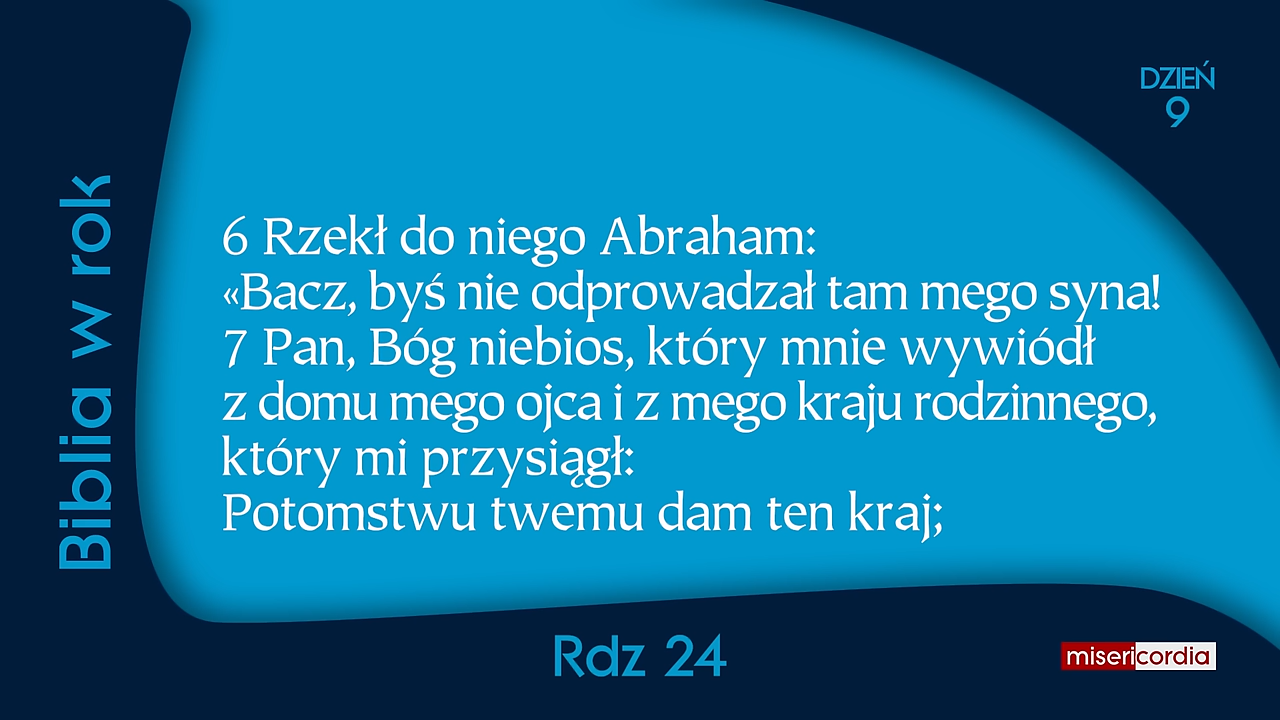 DZIEŃ
9
Biblia w rok
6 Rzekł do niego Abraham:
«Bacz, byś nie odprowadzał tam mego syna!
7 Pan, Bóg niebios, który mnie wywiódł
z domu mego ojca i z mego kraju rodzinnego,
który mi przysiągł:
Potomstwu twemu dam ten kraj;
Rdz 24
misericordia